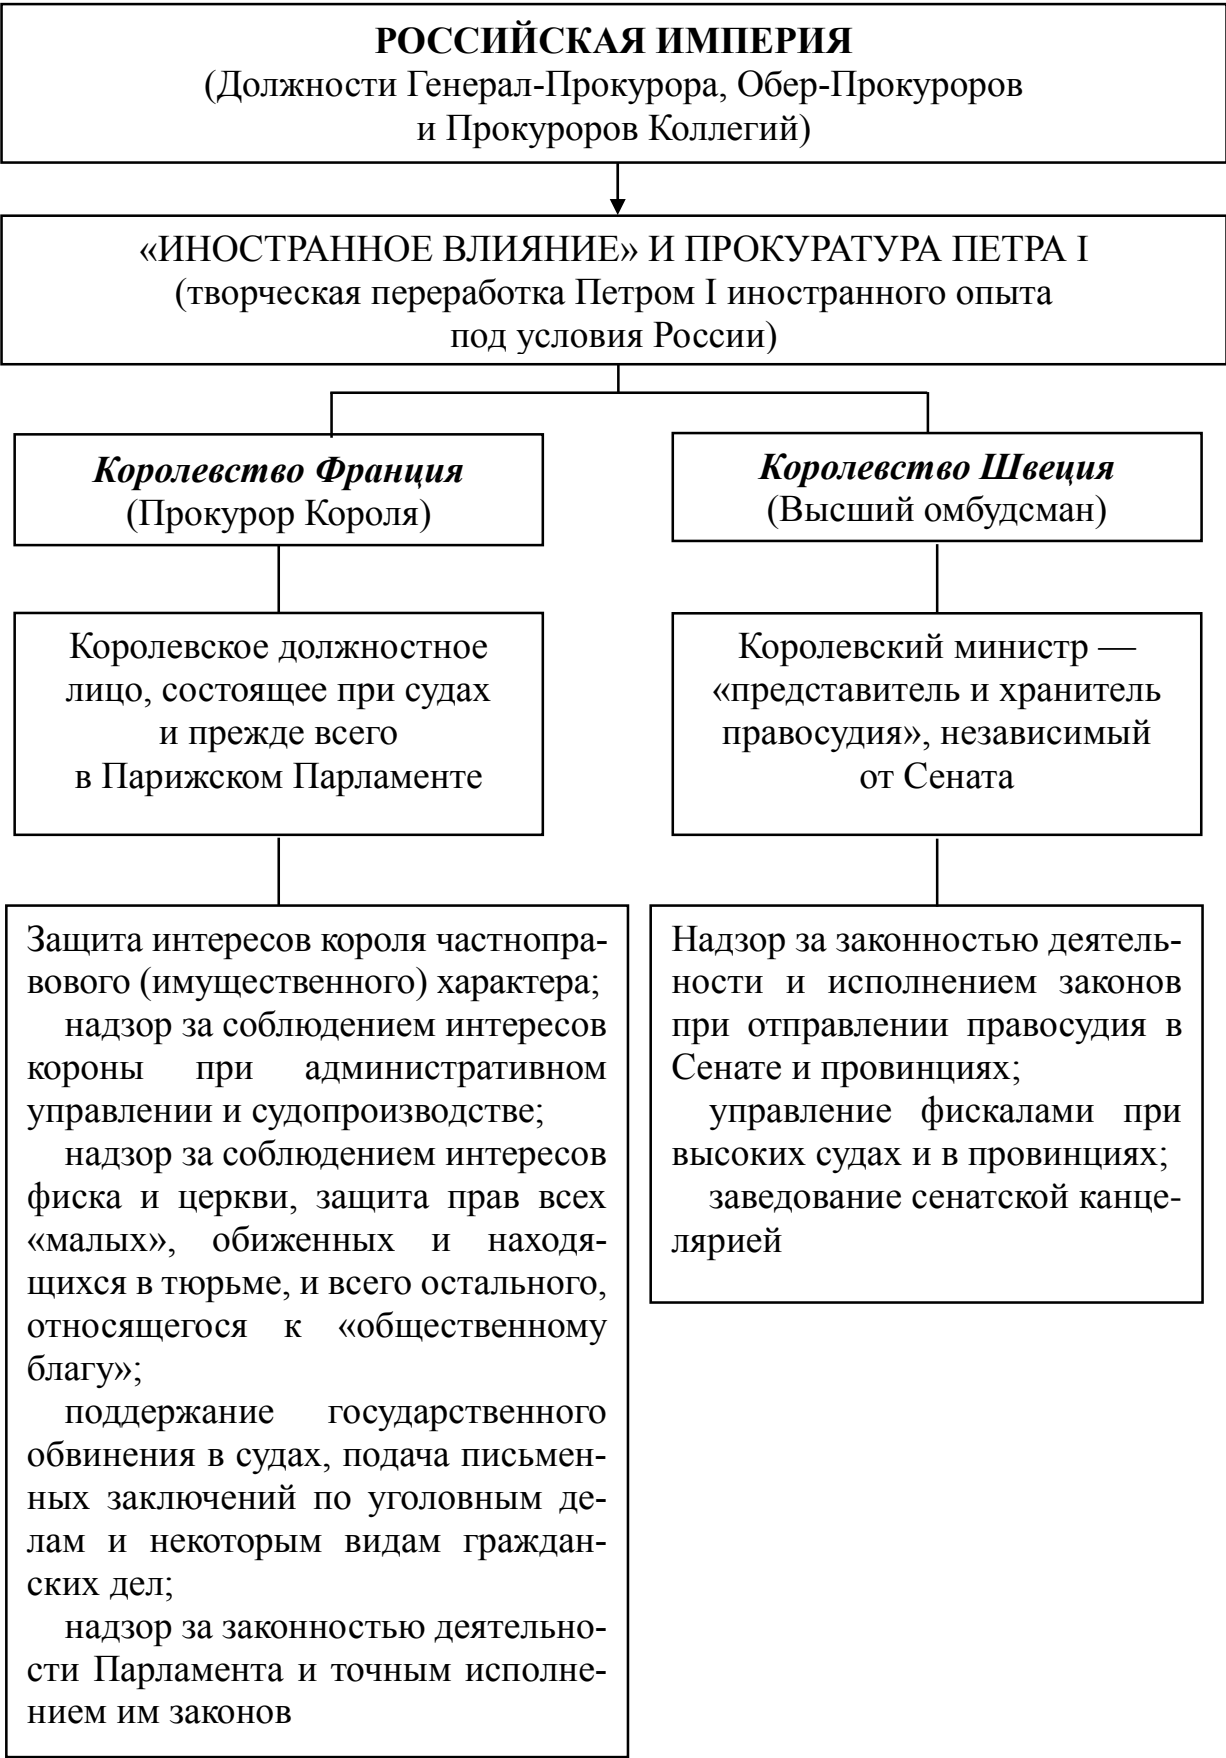 РОССИЙСКАЯ ИМПЕРИЯ
(Должности Генерал-Прокурора, Обер-Прокуроров
и Прокуроров Коллегий)
«ИНОСТРАННОЕ ВЛИЯНИЕ» И ПРОКУРАТУРА ПЕТРА I
(творческая переработка Петром I иностранного опыта
под условия России)
Королевство Франция
(Прокурор Короля)
Королевское должностное
лицо, состоящее при судах
и прежде всего
в Парижском Парламенте
Защита интересов короля частнопра-
вового (имущественного) характера;
надзор за соблюдением интересов
короны при административном
управлении и судопроизводстве;
надзор за соблюдением интересов
фиска и церкви, защита прав всех
«малых», обиженных и находя-
щихся в тюрьме, и всего остального,
относящегося к «общественному
благу»;
поддержание государственного
обвинения в судах, подача письмен-
ных заключений по уголовным де-
лам и некоторым видам граждан-
ских дел;
надзор за законностью деятельно-
сти Парламента и точным исполне-
нием им законов
Королевство Швеция
(Высший омбудсман)
Королевский министр —
«представитель и хранитель
правосудия», независимый
от Сената
Надзор за законностью деятель-
ности и исполнением законов
при отправлении правосудия в
Сенате и провинциях;
управление фискалами при
высоких судах и в провинциях;
заведование сенатской канце-
лярией